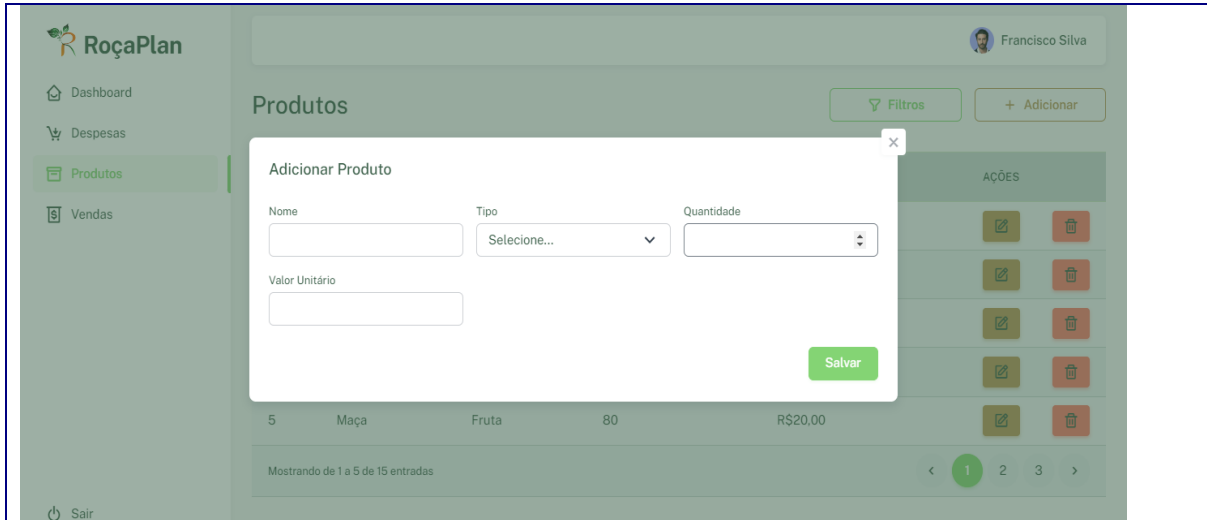 RoçaPlan
Francisco Silva
Dashboard
Despesas
Produtos
Vendas
Sair
Produtos
Filtros
+ Adicionar
AÇÕES
Adicionar Produto
Nome
Tipo
Quantidade
Selecione...
Valor Unitário
Salvar
5 Maça Fruta 80 R$20,00
Mostrando de 1 a 5 de 15 entradas
1 2 3